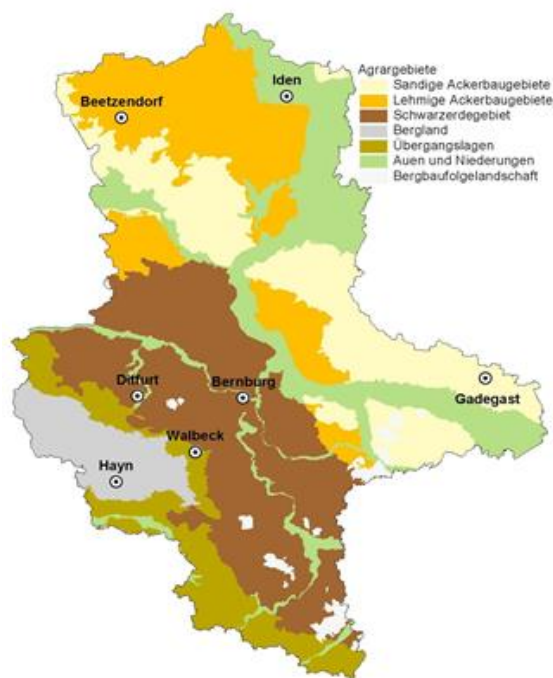 Agrargebiete
Sandige Ackerbaugebiete
Lehmige Ackerbaugebiete
Schwarzerdegebiet
Bergland
Übergangslagen
Auen und Niederungen
Bergbaufolgelandschaft
Iden
Beetzendorf
Ditfurt
Bernburg
Gadegast
Walbeck
Hayn